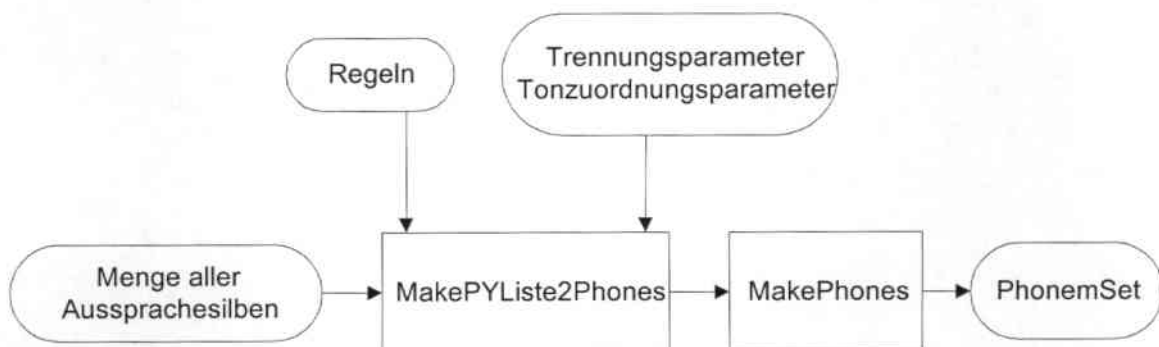 Regeln
Trennungsparameter
Tonzuordnungsparameter
Menge aller
Aussprachesilben
MakePYListe2Phones
MakePhones
PhonemSet